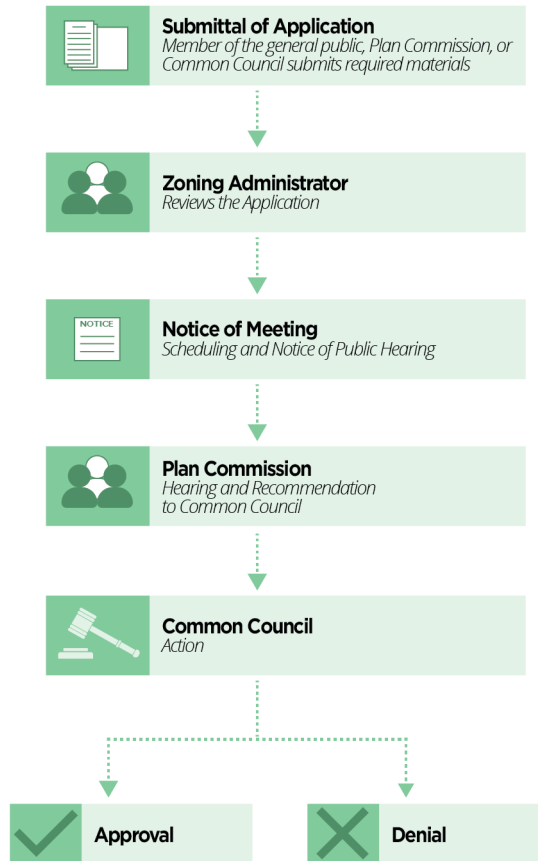 Submittal of Application
Member of the general public, Plan Commission, or
Common Council submits required materials
Zoning Administrator
Reviews the Application
NOTICE
Notice of Meeting
Scheduling and Notice of Public Hearing
Plan Commission
Hearing and Recommendation
to Common Council
Common Council
Action
Approval
Denial